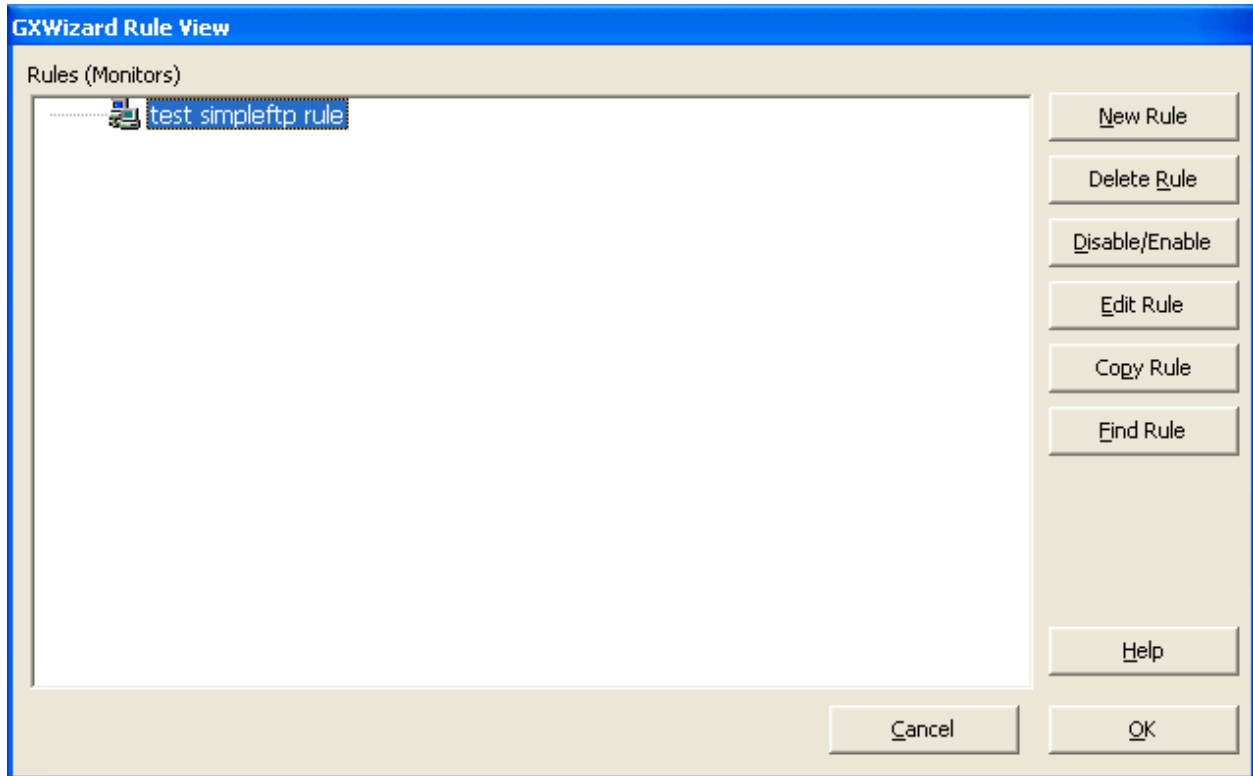 GXWizard Rule View
Rules (Monitors)
test simpleftp rule
New Rule
Delete Rule
Disable/Enable
Edit Rule
Copy Rule
Find Rule
Help
Cancel
OK